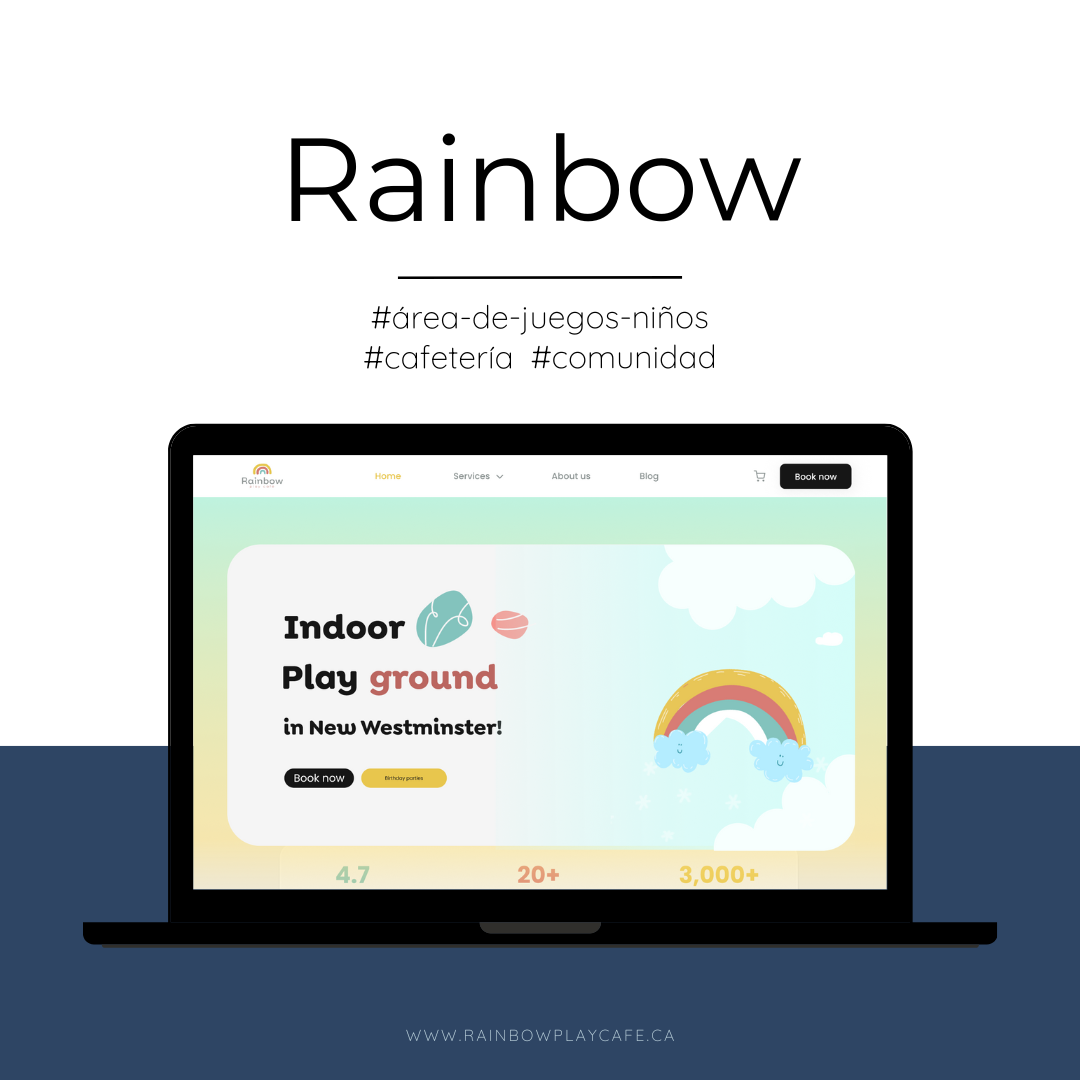 Rainbow
#área-de-juegos-niños
#cafetería #comunidad
Rainbow
Home Services About us Blog Book now
Indoor
Play ground
in New Westminster!
Book now Birthday parties
4.7 20+ 3,000+
WWW.RAINBOWPLAYCAFE.CA